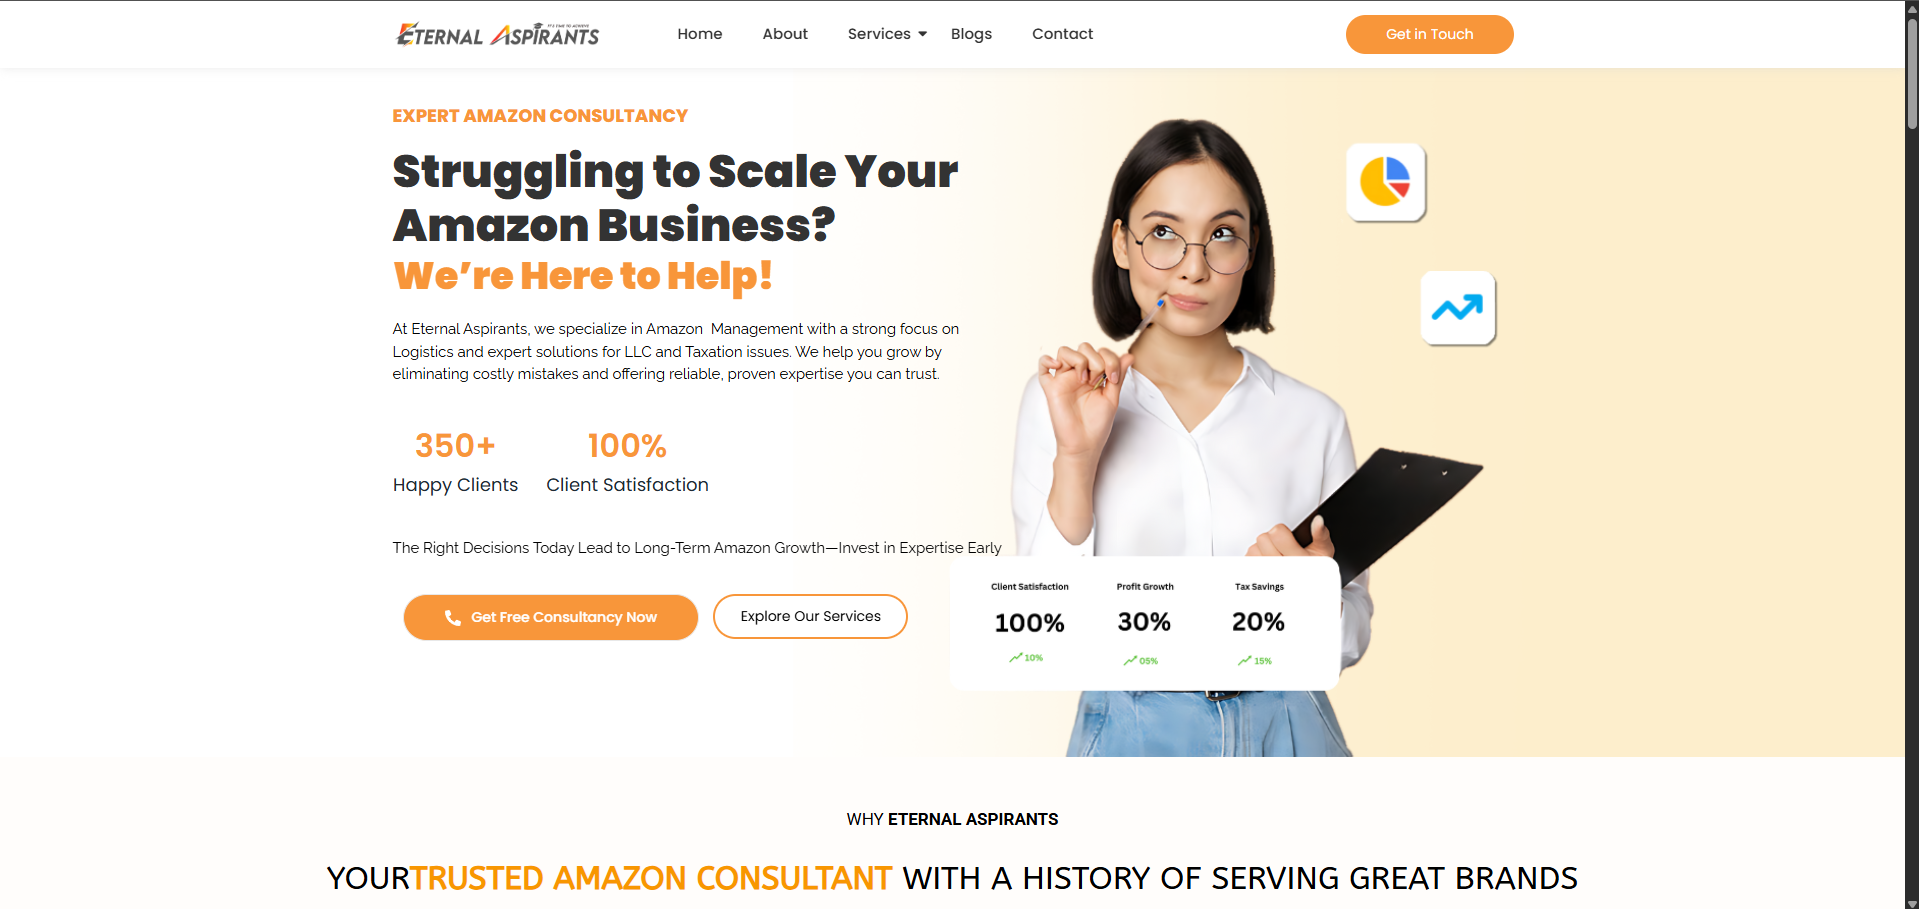 ETERNAL ASPIRANTS
IT'S TIME TO ACHIEVE
Home
About
Services
Blogs
Contact
Get in Touch
EXPERT AMAZON CONSULTANCY
Struggling to Scale Your
Amazon Business?
We’re Here to Help!
At Eternal Aspirants, we specialize in Amazon  Management with a strong focus on
Logistics and expert solutions for LLC and Taxation issues. We help you grow by
eliminating costly mistakes and offering reliable, proven expertise you can trust.
350+
Happy Clients
100%
Client Satisfaction
The Right Decisions Today Lead to Long-Term Amazon Growth—Invest in Expertise Early
Get Free Consultancy Now
Explore Our Services
Client Satisfaction
100%
10%
Profit Growth
30%
05%
Tax Savings
20%
15%
WHY ETERNAL ASPIRANTS
YOURTRUSTED AMAZON CONSULTANT WITH A HISTORY OF SERVING GREAT BRANDS